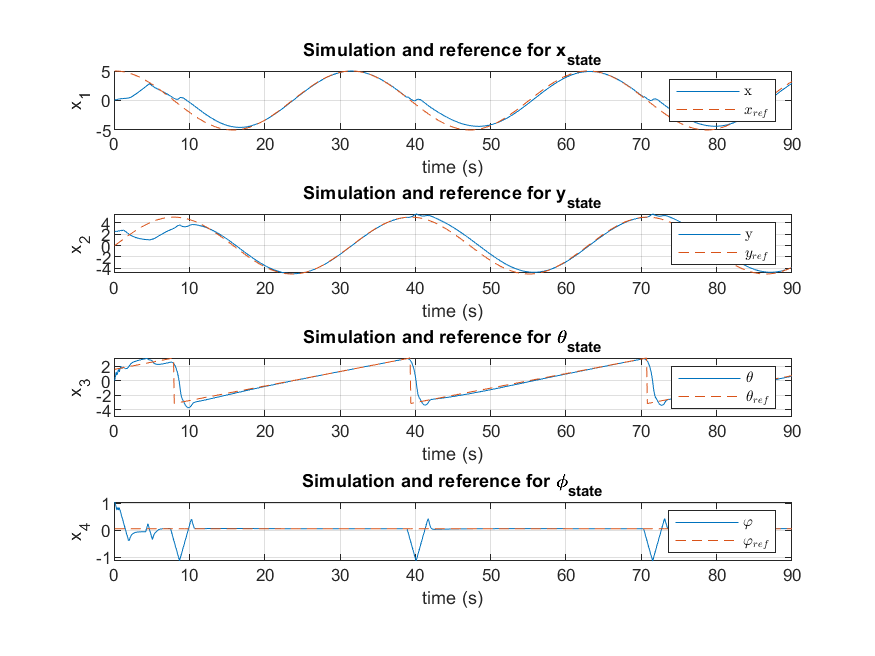 Simulation and reference for x_state
5
0
-5
x_1
0 10 20 30 40 50 60 70 80 90
time (s)
x
x_ref
Simulation and reference for y_state
4
2
0
-2
-4
x_2
0 10 20 30 40 50 60 70 80 90
time (s)
y
y_ref
Simulation and reference for θ_state
2
0
-2
-4
x_3
0 10 20 30 40 50 60 70 80 90
time (s)
θ
θ_ref
Simulation and reference for ϕ_state
1
0
-1
x_4
0 10 20 30 40 50 60 70 80 90
time (s)
φ
φ_ref